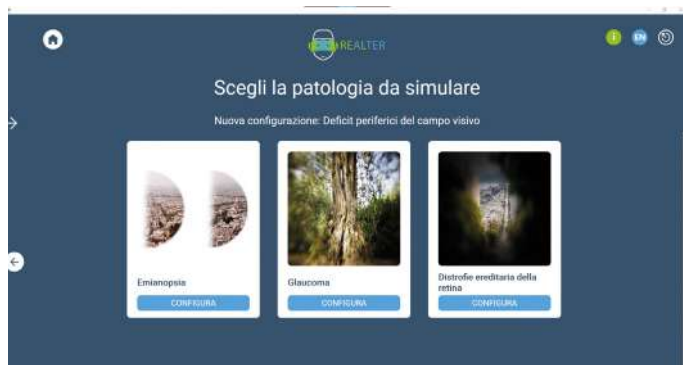 REALTER
i
EN
Scegli la patologia da simulare
Nuova configurazione: Deficit periferici del campo visivo
Emianopsia
CONFIGURA
Glaucoma
CONFIGURA
Distrofie ereditaria della
retina
CONFIGURA